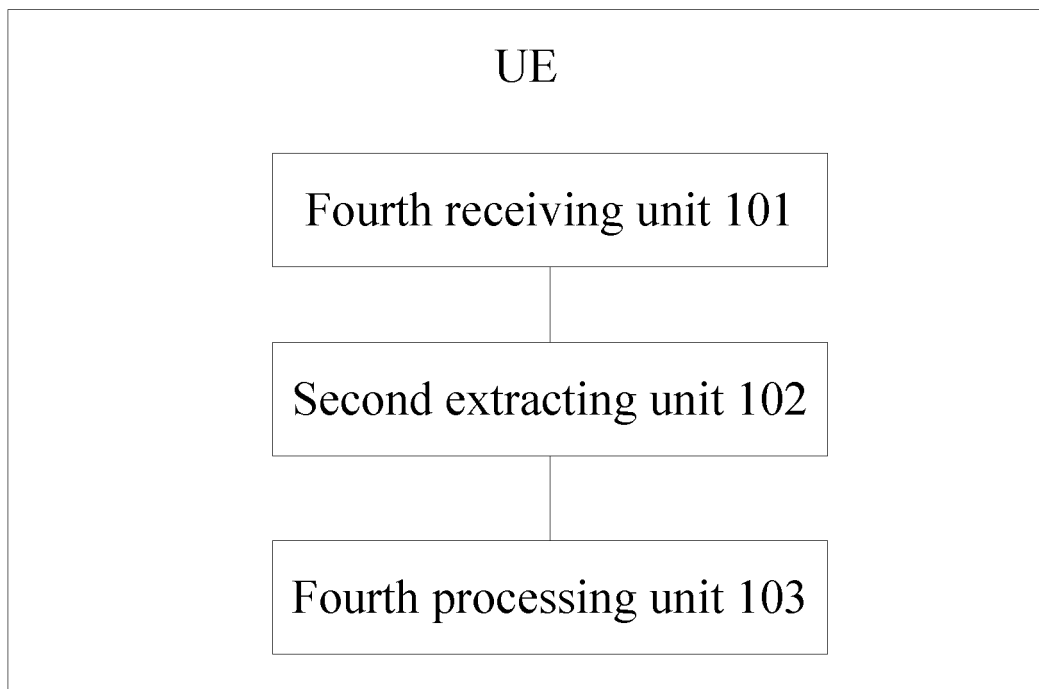 UE
Fourth receiving unit 101
Second extracting unit 102
Fourth processing unit 103